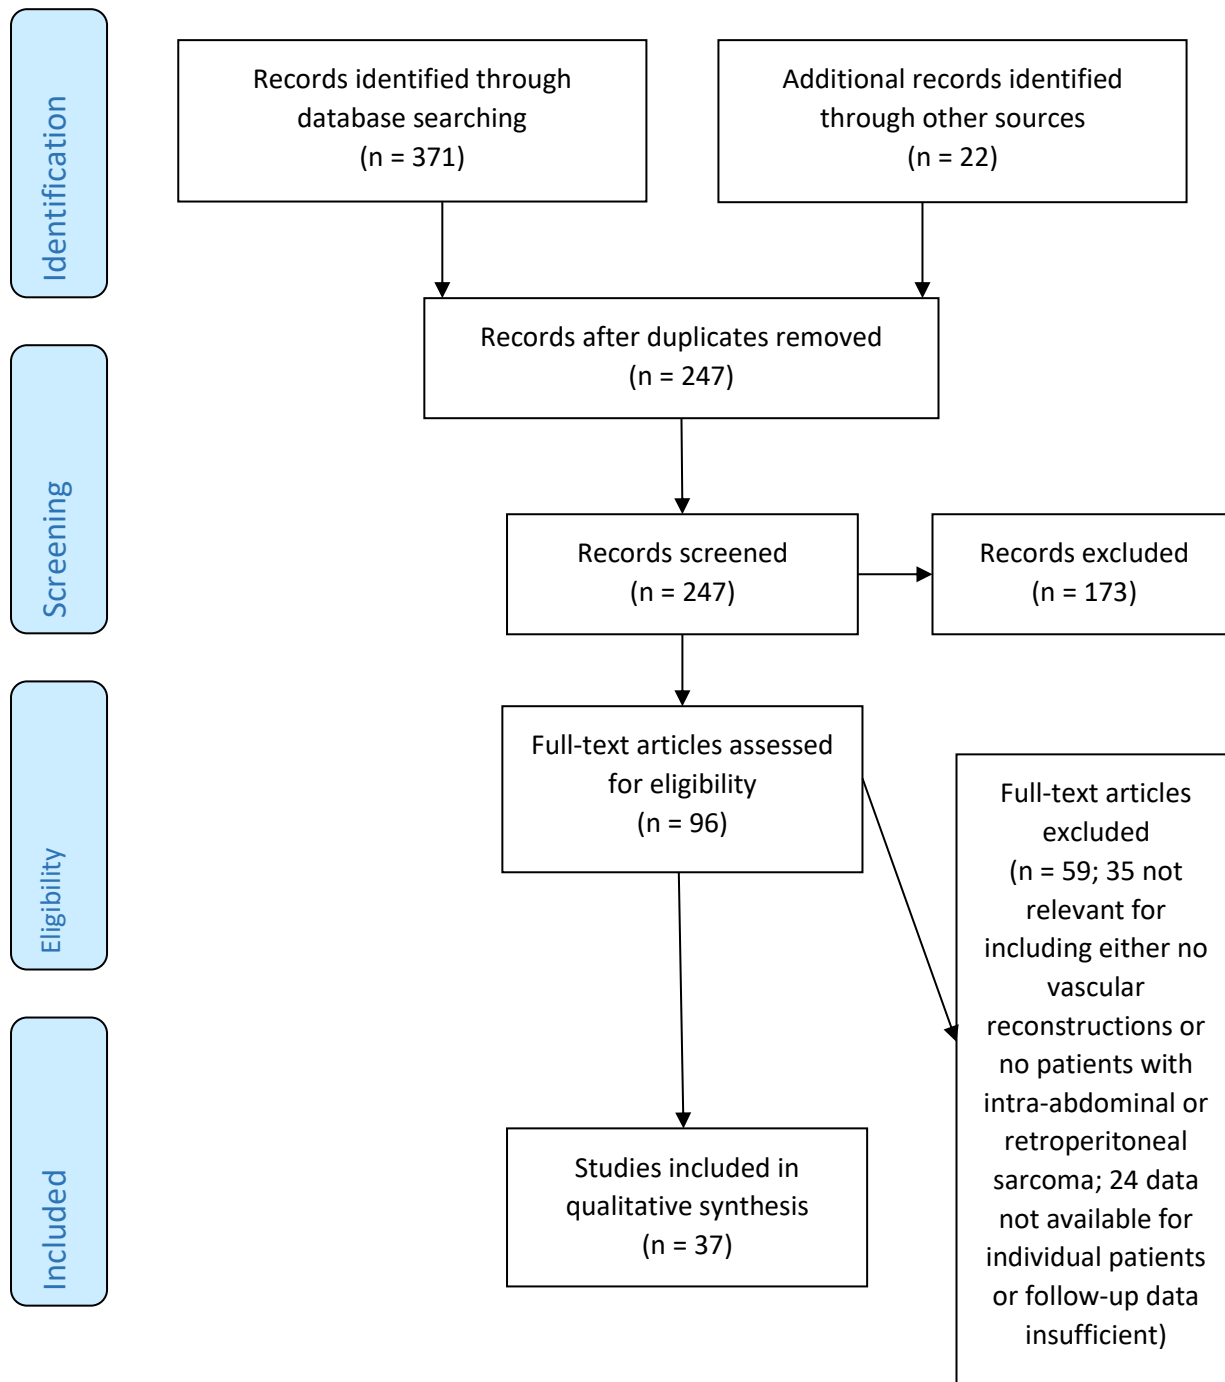 Identification
Records identified through
database searching
(n = 371)
Additional records identified
through other sources
(n = 22)
Records after duplicates removed
(n = 247)
Screening
Records screened
(n = 247)
Records excluded
(n = 173)
Eligibility
Full-text articles assessed
for eligibility
(n = 96)
Full-text articles
excluded
(n = 59; 35 not
relevant for
including either no
vascular
reconstructions or
no patients with
intra-abdominal or
retroperitoneal
sarcoma; 24 data
not available for
individual patients
or follow-up data
insufficient)
Included
Studies included in
qualitative synthesis
(n = 37)